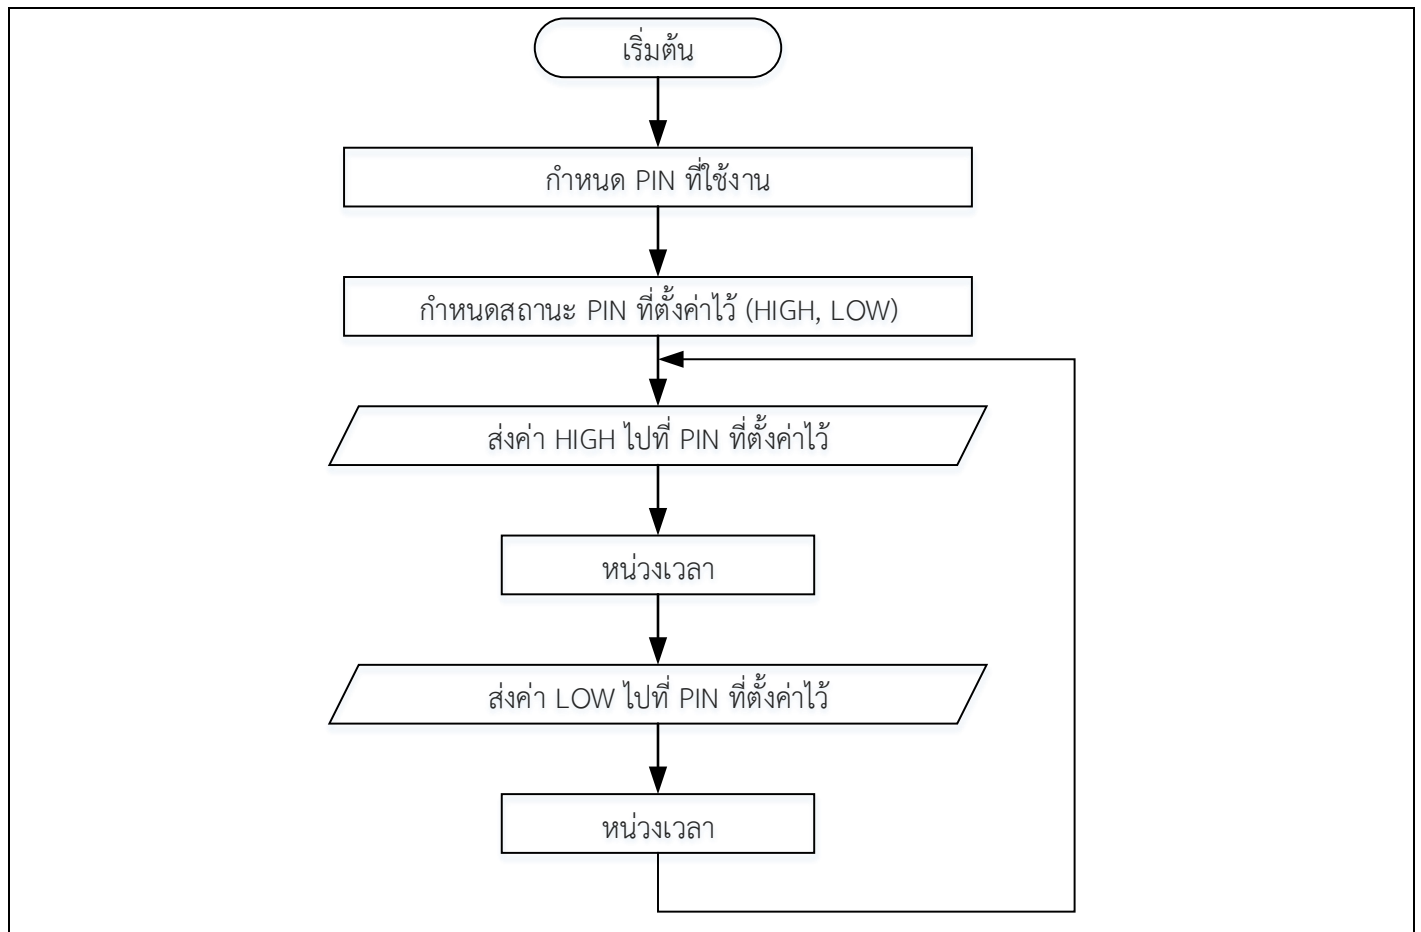 เริ่มต้น
กำหนด PIN ที่ใช้งาน
กำหนดสถานะ PIN ที่ตั้งค่าไว้ (HIGH, LOW)
ส่งค่า HIGH ไปที่ PIN ที่ตั้งค่าไว้
หน่วงเวลา
ส่งค่า LOW ไปที่ PIN ที่ตั้งค่าไว้
หน่วงเวลา